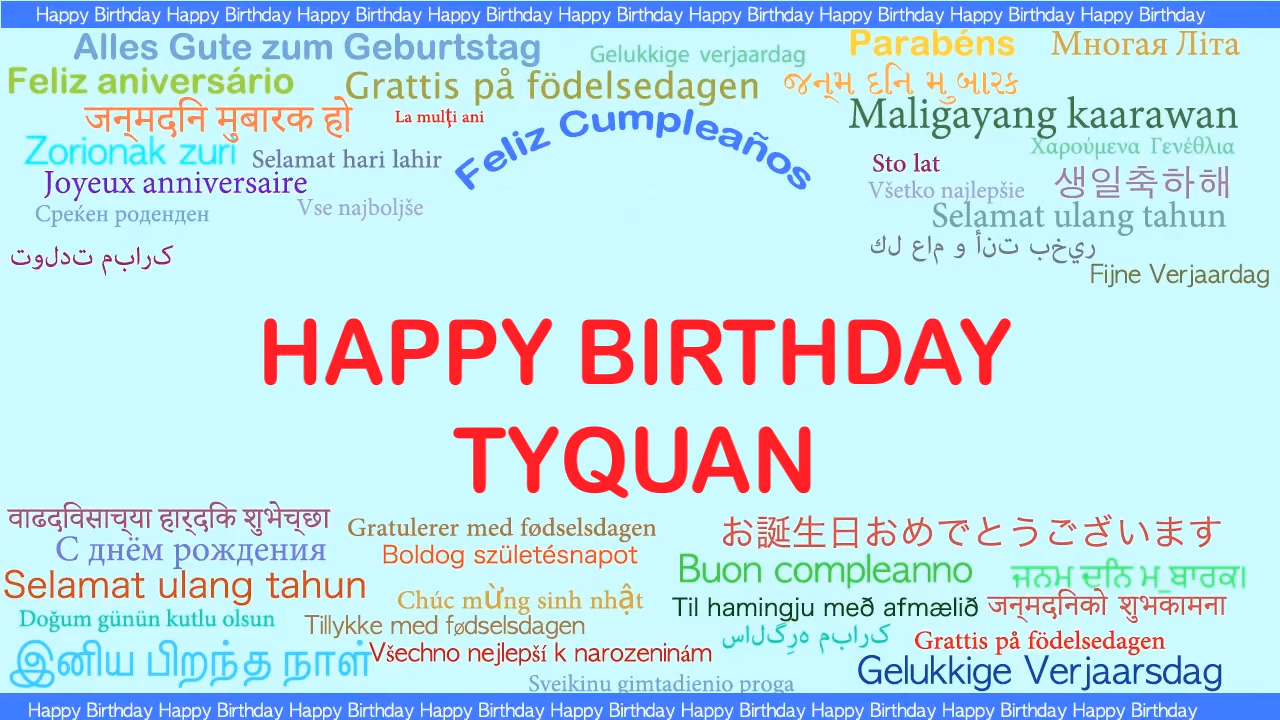 Happy Birthday Happy Birthday Happy Birthday Happy Birthday Happy Birthday Happy Birthday Happy Birthday Happy Birthday Happy Birthday
Alles Gute zum Geburtstag
Gelukkige verjaardag
Parabéns
Многая Літа
Feliz aniversário
Grattis på födelsedagen
જન્મ દનિ મુ બારક
जन्मदनि मुबारक हो
La mulţi ani
Feliz Cumpleaños
Maligayang kaarawan
Zorionak zuri
Selamat hari lahir
Χαρούμενα Γενέθλια
Sto lat
Joyeux anniversaire
Všetko najlepšie
생일축하해
Среќен роденден
Vse najboljše
Selamat ulang tahun
تولدت مبارک
كل عام و أنت بخير
Fijne Verjaardag
HAPPY BIRTHDAY
TYQUAN
वाढदविसाच्या हार्दकि शुभेच्छा
Gratulerer med fødselsdagen
お誕生日おめでとうございます
С днём рождения
Boldog születésnapot
Buon compleanno
ਜਨਮ ਦਨਿ ਮੁ ਬਾਰਕ।
Selamat ulang tahun
Chúc mừng sinh nhật
Til hamingju með afmælið
जन्मदनिको शुभकामना
Doğum günün kutlu olsun
Tillykke med fødselsdagen
سالگرہ مبارک
Grattis på födelsedagen
இனிய பிறந்த நாள்
Všechno nejlepší k narozeninám
Gelukkige Verjaarsdag
Sveikinu gimtadienio proga
Happy Birthday Happy Birthday Happy Birthday Happy Birthday Happy Birthday Happy Birthday Happy Birthday Happy Birthday Happy Birthday